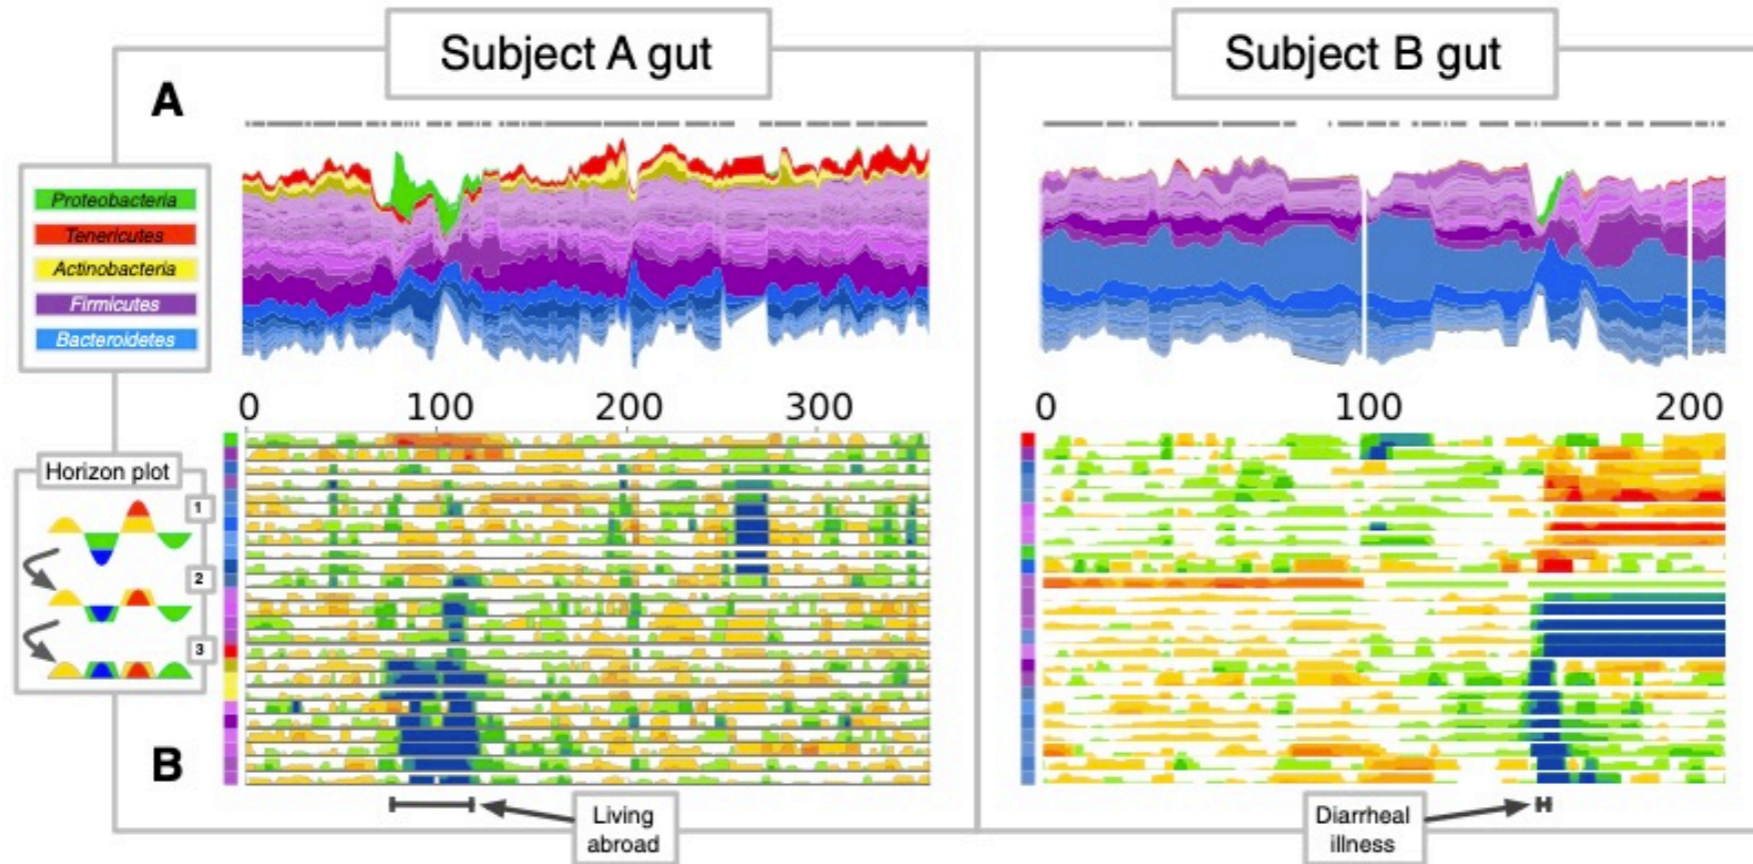 Subject A gut
Subject B gut
A
Proteobacteria
Tenericutes
Actinobacteria
Firmicutes
Bacteroidetes
0 100 200 300
0 100 200
Horizon plot
1
2
3
B
Living
abroad
Diarrheal
illness